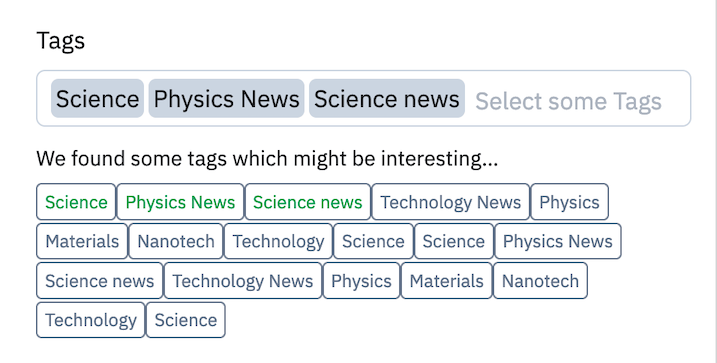 Tags
Science Physics News Science news Select some Tags
We found some tags which might be interesting...
Science Physics News Science news Technology News Physics
Materials Nanotech Technology Science Science Physics News
Science news Technology News Physics Materials Nanotech
Technology Science